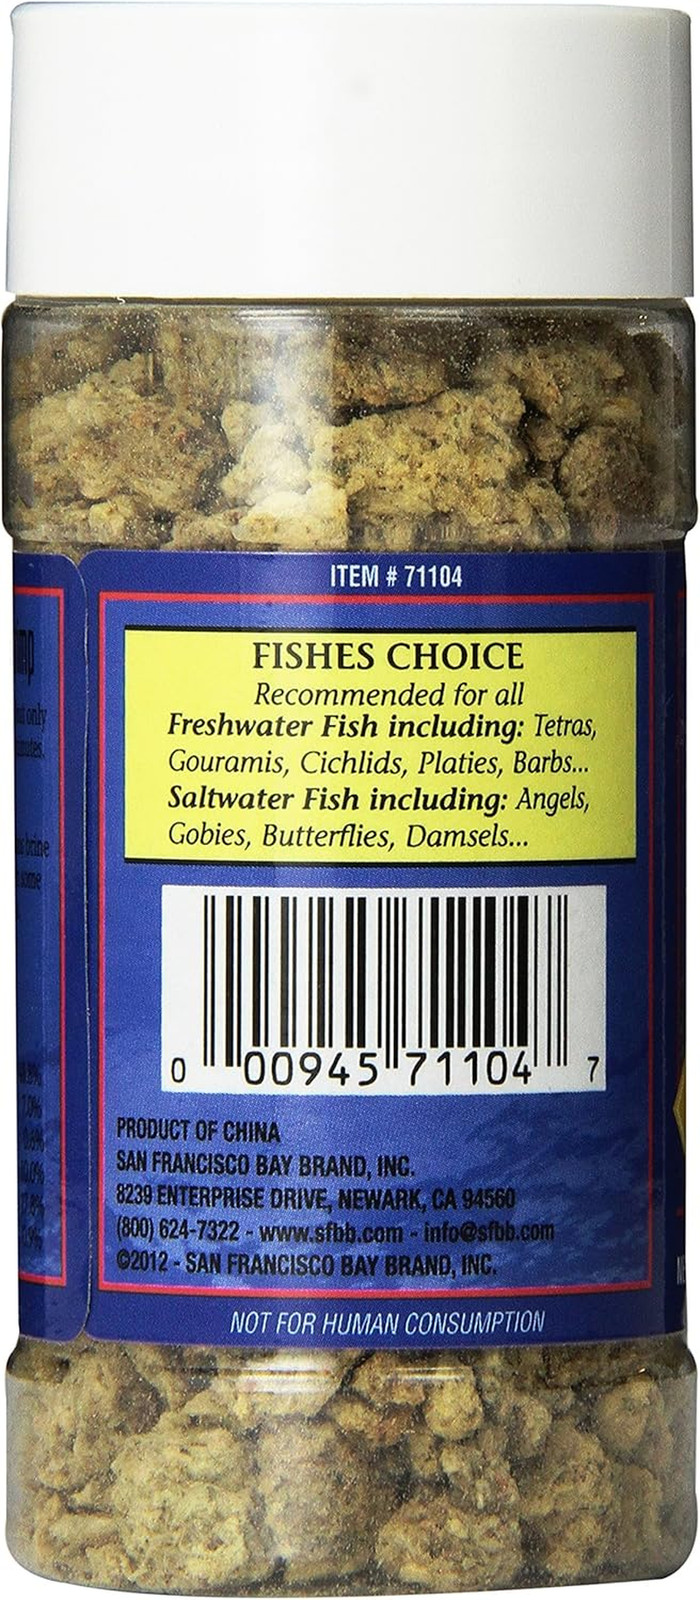 ITEM # 71104
FISHES CHOICE
Recommended for all
Freshwater Fish including: Tetras,
Gouramis, Cichlids, Platies, Barbs...
Saltwater Fish including: Angels,
Gobies, Butterflies, Damsels...
0 00945 71104 7
PRODUCT OF CHINA
SAN FRANCISCO BAY BRAND, INC.
8239 ENTERPRISE DRIVE, NEWARK, CA 94560
(800) 624-7322 - www.sfbb.com - info@sfbb.com
©2012 - SAN FRANCISCO BAY BRAND, INC.
NOT FOR HUMAN CONSUMPTION
only
brine
some